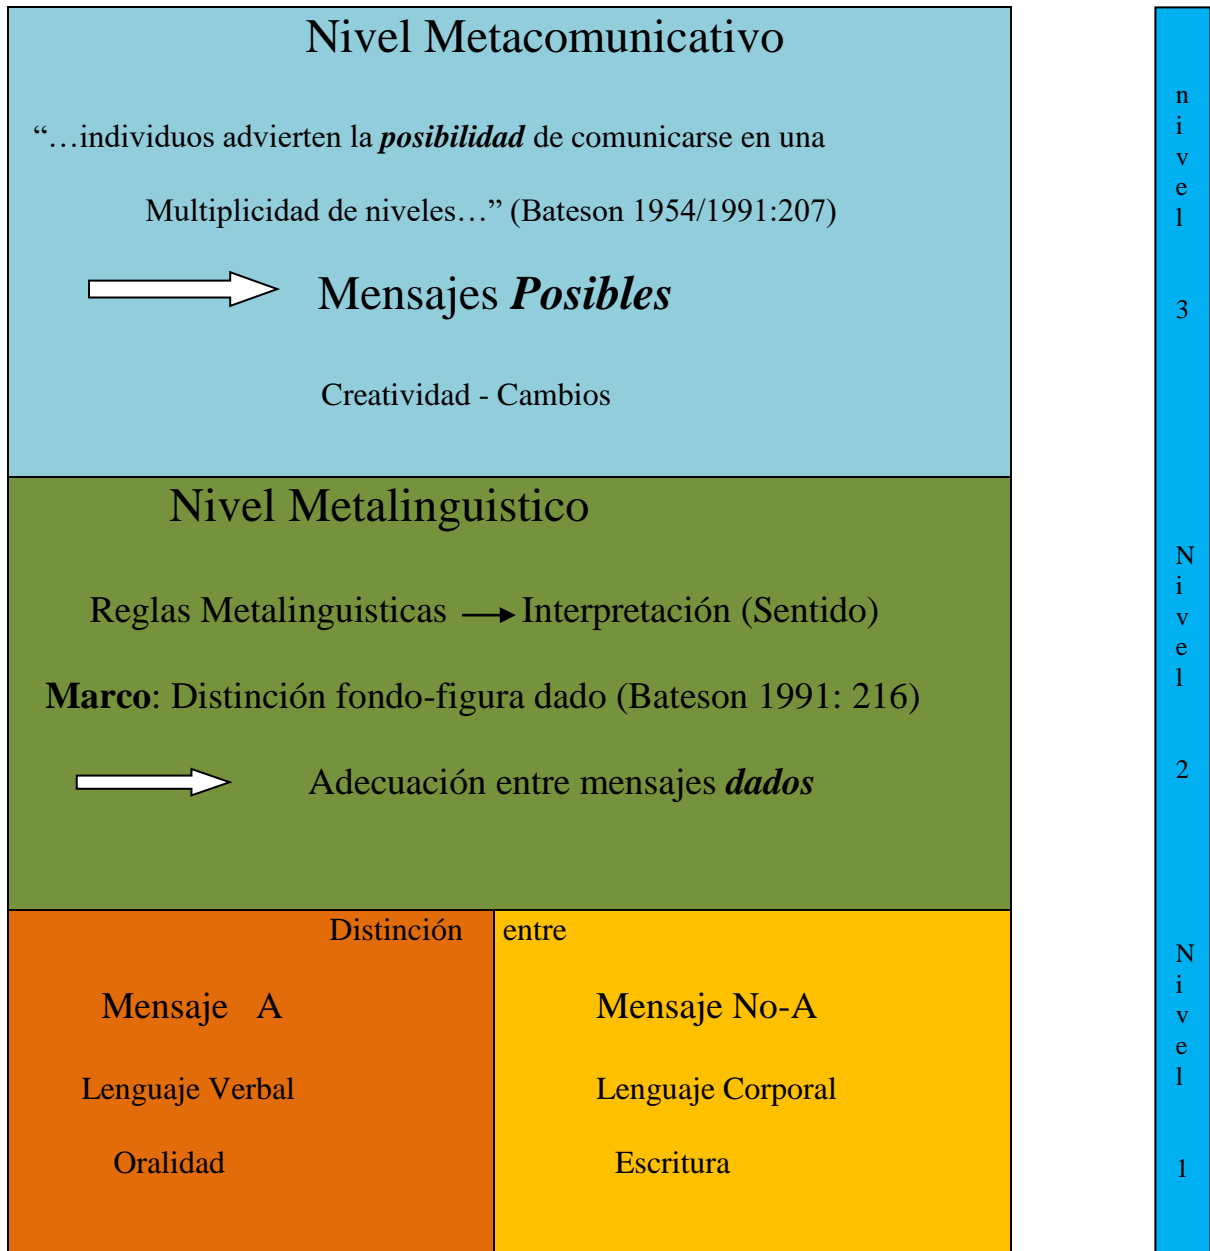 Nivel Metacomunicativo
“…individuos advierten la posibilidad de comunicarse en una
Multiplicidad de niveles…” (Bateson 1954/1991:207)
Mensajes Posibles
Creatividad - Cambios
nivel 3
Nivel Metalinguistico
Reglas Metalinguisticas Interpretación (Sentido)
Marco: Distinción fondo-figura dado (Bateson 1991: 216)
Adecuación entre mensajes dados
Nivel 2
Distinción entre
Mensaje A Mensaje No-A
Lenguaje Verbal Lenguaje Corporal
Oralidad Escritura
Nivel 1